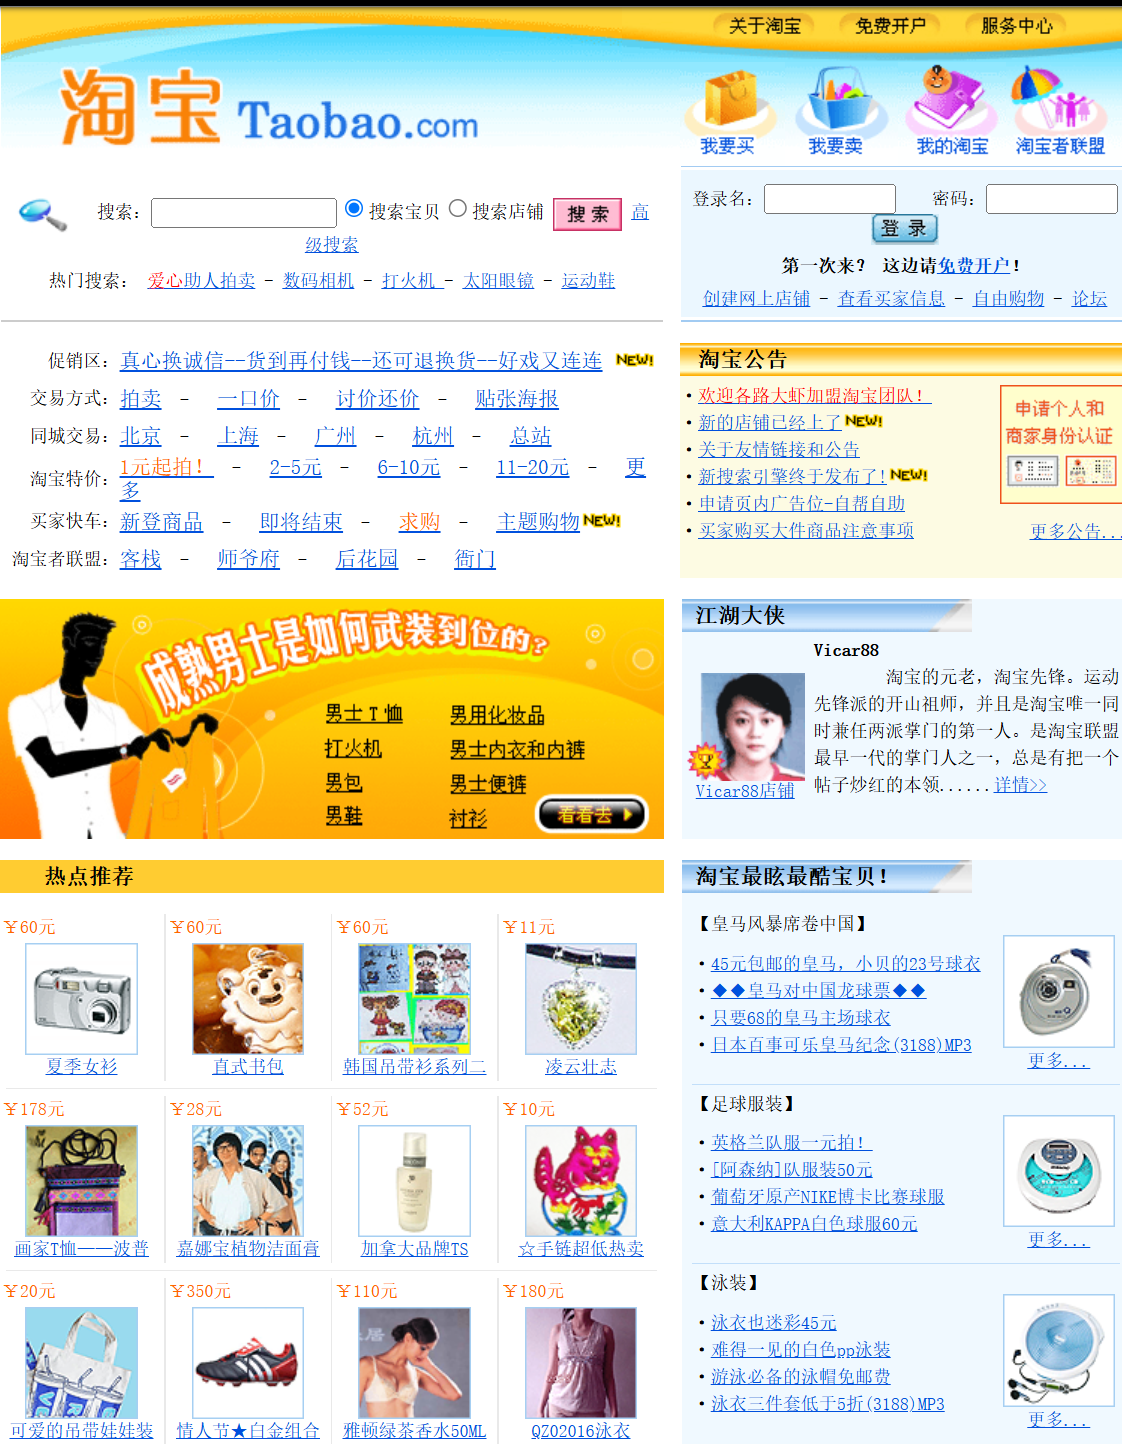 关于淘宝 免费开户 服务中心
淘宝 Taobao.com
我要买 我要卖 我的淘宝 淘宝者联盟
搜索： 搜索宝贝 搜索店铺 搜索 高
级搜索
热门搜索： 爱心助人拍卖 - 数码相机 - 打火机 - 太阳眼镜 - 运动鞋
登录名： 密码：
登 录
第一次来？ 这边请免费开户！
创建网上店铺 - 查看买家信息 - 自由购物 - 论坛
促销区：真心换诚信--货到再付钱--还可退换货--好戏又连连 NEW!
交易方式：拍卖 - 一口价 - 讨价还价 - 贴张海报
同城交易：北京 - 上海 - 广州 - 杭州 - 总站
淘宝特价：1元起拍！ - 2-5元 - 6-10元 - 11-20元 - 更
多
买家快车：新登商品 - 即将结束 - 求购 - 主题购物NEW!
淘宝者联盟：客栈 - 师爷府 - 后花园 - 衙门
淘宝公告
・欢迎各路大虾加盟淘宝团队！
・新的店铺已经上了NEW!
・关于友情链接和公告
・新搜索引擎终于发布了!NEW!
・申请页内广告位-自帮自助
・买家购买大件商品注意事项
申请个人和
商家身份认证
更多公告...
成熟男士是如何武装到位的?
男士T恤 男用化妆品
打火机 男士内衣和内裤
男包 男士便裤
男鞋 衬衫
看看去
江湖大侠
Vicar88
淘宝的元老，淘宝先锋。运动
先锋派的开山祖师，并且是淘宝唯一同
时兼任两派掌门的第一人。是淘宝联盟
最早一代的掌门人之一，总是有把一个
帖子炒红的本领......详情>>
Vicar88店铺
热点推荐
￥60元 ￥60元 ￥60元 ￥11元
夏季女衫 直式书包 韩国吊带衫系列二 凌云壮志
￥178元 ￥28元 ￥52元 ￥10元
画家T恤——波普 嘉娜宝植物洁面膏 加拿大品牌TS ☆手链超低热卖
￥20元 ￥350元 ￥110元 ￥180元
可爱的吊带娃娃装 情人节★白金组合 雅顿绿茶香水50ML QZ02016泳衣
淘宝最眩最酷宝贝！
【皇马风暴席卷中国】
・45元包邮的皇马，小贝的23号球衣
・◆◆皇马对中国龙球票◆◆
・只要68的皇马主场球衣
・日本百事可乐皇马纪念(3188)MP3
更多...
【足球服装】
・英格兰队服一元拍！
・[阿森纳]队服装50元
・葡萄牙原产NIKE博卡比赛球服
・意大利KAPPA白色球服60元
更多...
【泳装】
・泳衣也迷彩45元
・难得一见的白色pp泳装
・游泳必备的泳帽免邮费
・泳衣三件套低于5折(3188)MP3
更多...